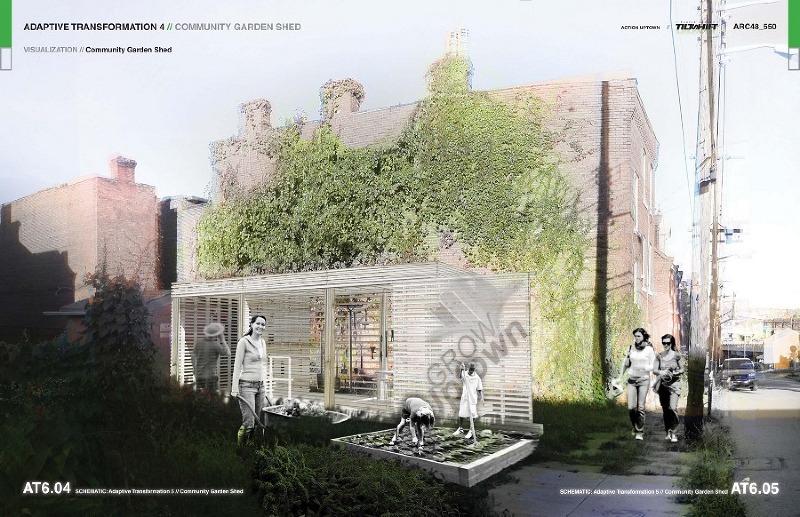 ADAPTIVE TRANSFORMATION 4 // COMMUNITY GARDEN SHED
ACTION UPTOWN // TILTSHIFT ARC48_550
VISUALIZATION // Community Garden Shed
GROW
UPtown
AT6.04 SCHEMATIC: Adaptive Transformation 5 // Community Garden Shed
SCHEMATIC: Adaptive Transformation 5 // Community Garden Shed AT6.05